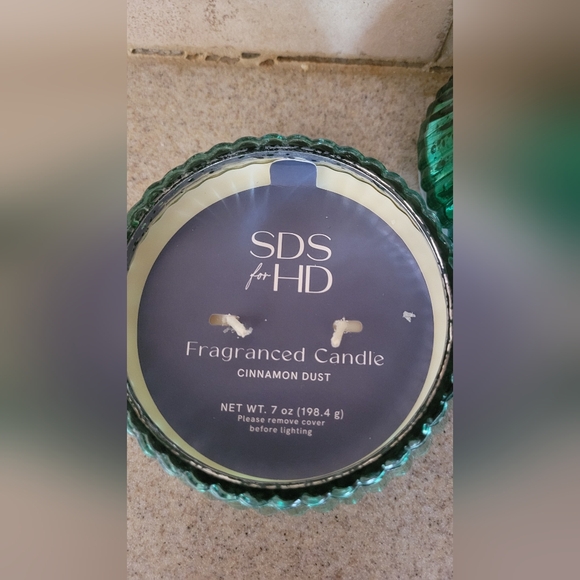 SDS
for HD
Fragranced Candle
CINNAMON DUST
NET WT. 7 oz (198.4 g)
Please remove cover
before lighting